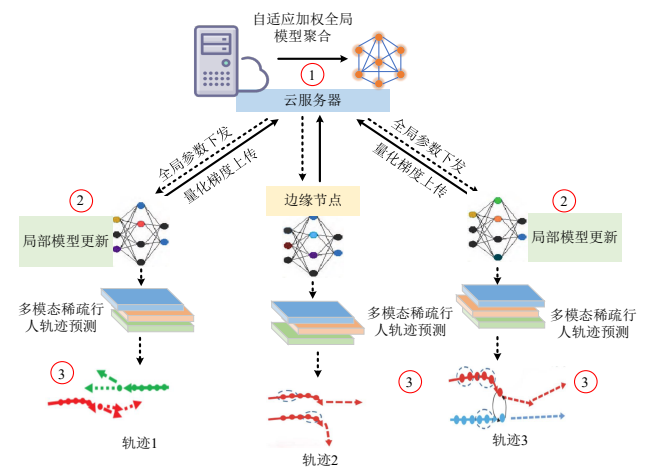 自适应加权全局
模型聚合
1
云服务器
全局参数下发
量化梯度上传
全局参数下发
量化梯度上传
2
局部模型更新
边缘节点
2
局部模型更新
多模态稀疏行
人轨迹预测
多模态稀疏行
人轨迹预测
多模态稀疏行
人轨迹预测
3
3
3
轨迹1
轨迹2
轨迹3